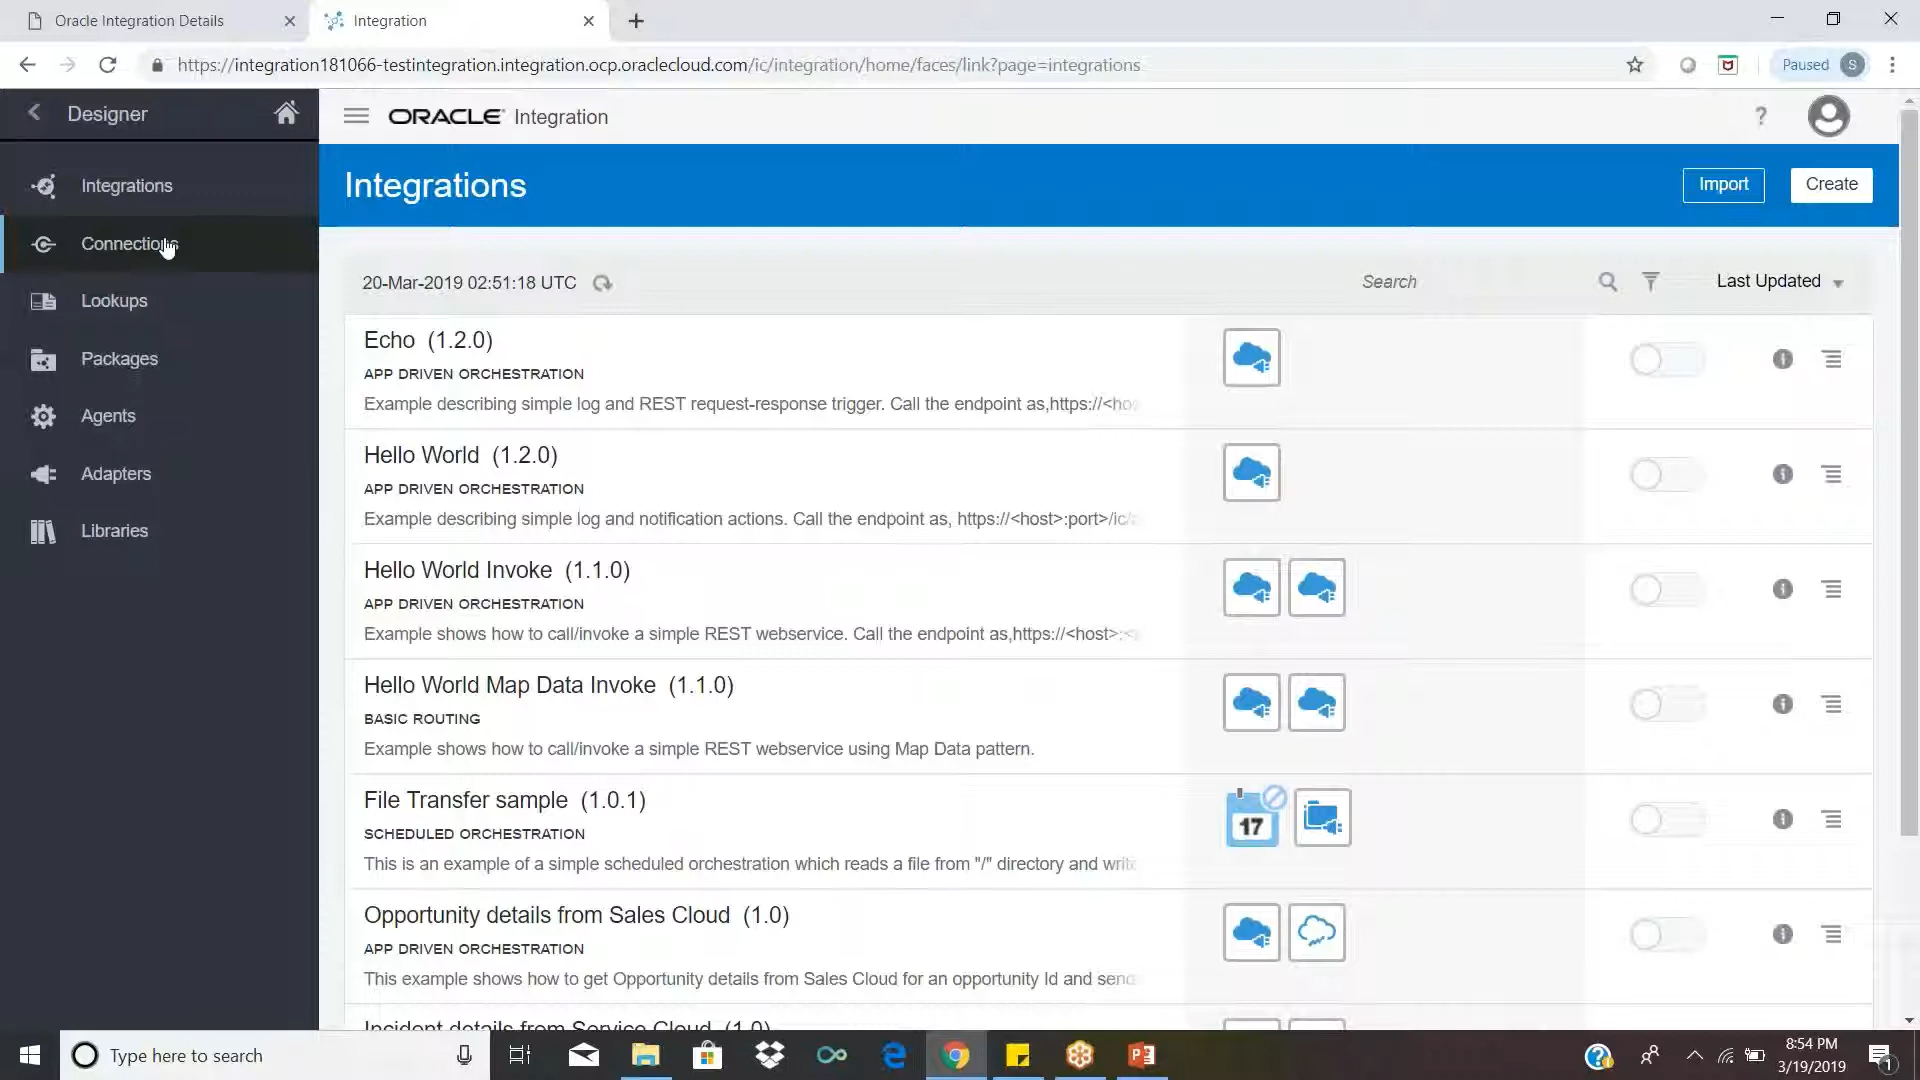 Oracle Integration Details
Integration
https://integration181066-testintegration.integration.ocp.oraclecloud.com/ic/integration/home/faces/link?page=integrations
Paused
S
Designer
Integrations
Connections
Lookups
Packages
Agents
Adapters
Libraries
ORACLE Integration
?
Integrations
Import
Create
20-Mar-2019 02:51:18 UTC
Search
Last Updated
Echo (1.2.0)
APP DRIVEN ORCHESTRATION
Example describing simple log and REST request-response trigger. Call the endpoint as,https://<ho
Hello World (1.2.0)
APP DRIVEN ORCHESTRATION
Example describing simple log and notification actions. Call the endpoint as, https://<host>:port>/ic/
Hello World Invoke (1.1.0)
APP DRIVEN ORCHESTRATION
Example shows how to call/invoke a simple REST webservice. Call the endpoint as,https://<host>:<
Hello World Map Data Invoke (1.1.0)
BASIC ROUTING
Example shows how to call/invoke a simple REST webservice using Map Data pattern.
File Transfer sample (1.0.1)
SCHEDULED ORCHESTRATION
This is an example of a simple scheduled orchestration which reads a file from "/" directory and write
17
Opportunity details from Sales Cloud (1.0)
APP DRIVEN ORCHESTRATION
This example shows how to get Opportunity details from Sales Cloud for an opportunity Id and send
Incident details from Service Cloud (1.0)
Type here to search
8:54 PM
3/19/2019
1